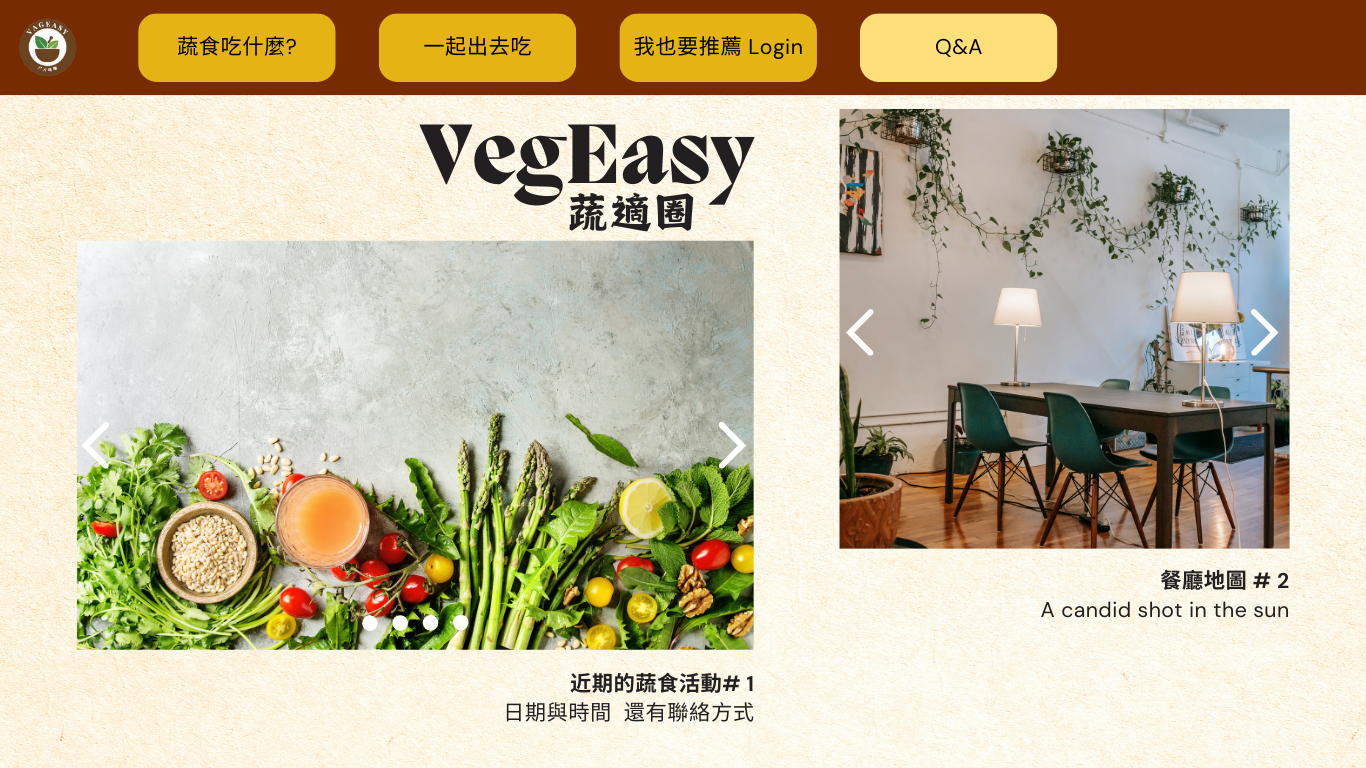 VAGEASY
蔬食吃什麼?
一起出去吃
我也要推薦 Login
Q&A
VegEasy
蔬適圈
餐廳地圖 # 2
A candid shot in the sun
近期的蔬食活動# 1
日期與時間 還有聯絡方式